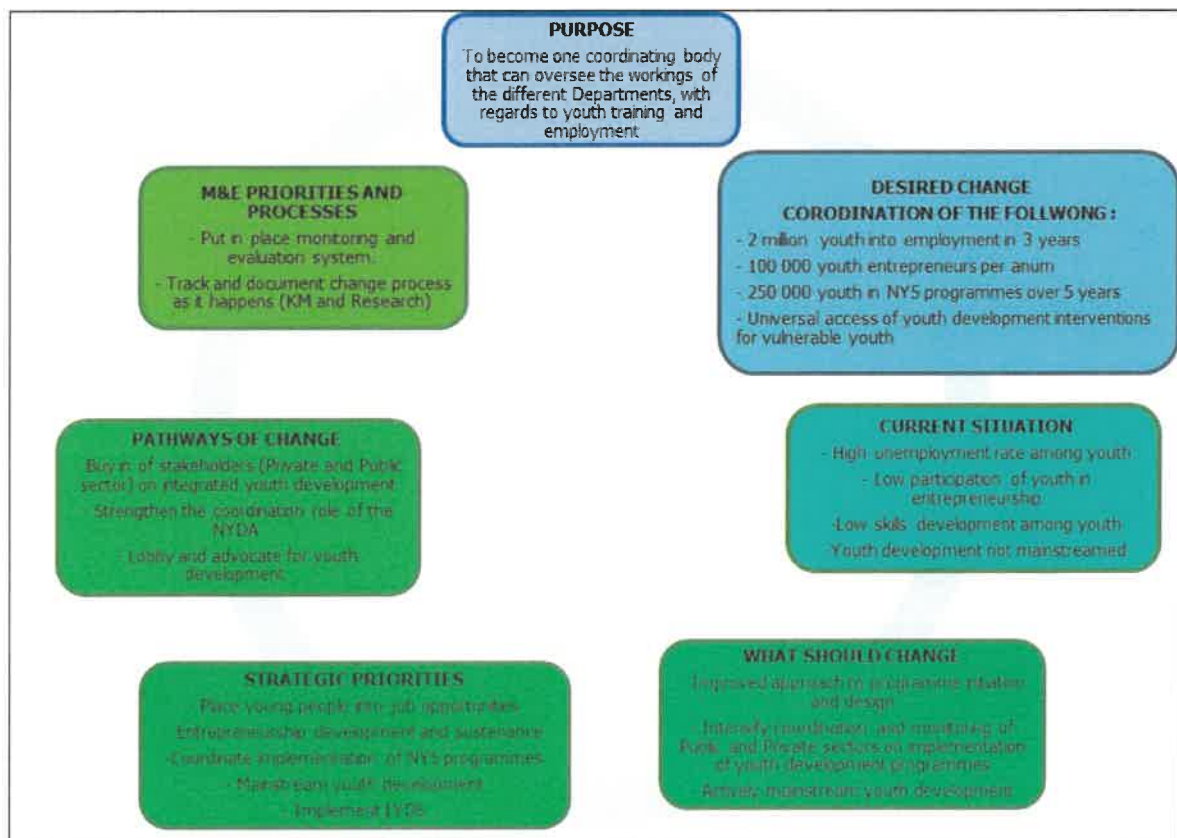 PURPOSE
To become one coordinating body
that can oversee the workings of
the different Departments, with
regards to youth training and
employment
DESIRED CHANGE
CORODINATION OF THE FOLLWONG :
- 2 million youth into employment in 3 years
- 100 000 youth entrepreneurs per anum
- 250 000 youth in NYS programmes over 5 years
- Universal access of youth development interventions
for vulnerable youth
CURRENT SITUATION
- High unemployment rate among youth
- Low participation of youth in
entrepreneurship
-Low skills development among youth
-Youth development not mainstreamed
WHAT SHOULD CHANGE
-Improved approach to programme
and design
- Intensify coordination and monitoring of
Public and Private sectors on implementation
of youth development programmes
- Actively mainstream youth development
STRATEGIC PRIORITIES
- Place young people into job opportunities
-Entrepreneurship development and sustenance
-Coordinate implementation of NYS programmes
- Mainstream youth development
- Implement IYDS
PATHWAYS OF CHANGE
- Buy in of stakeholders (Private and Public
sector) on integrated youth development
- Strengthen the coordination role of the
NYDA
- Lobby and advocate for youth
development
M&E PRIORITIES AND
PROCESSES
- Put in place monitoring and
evaluation system.
- Track and document change process
as it happens (KM and Research)